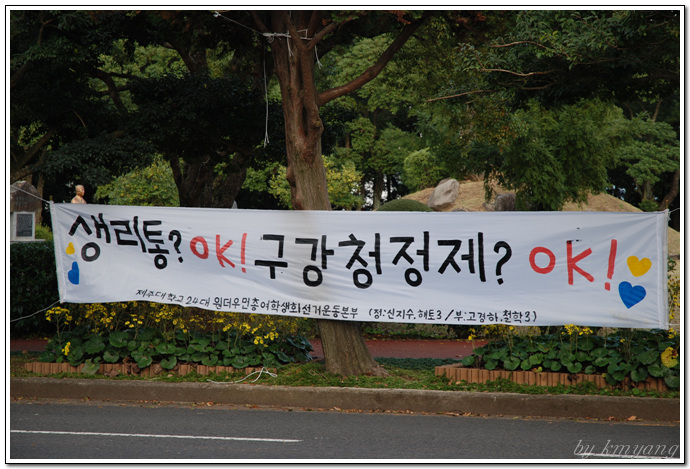 생리통? OK! 구강청정제? OK!
제주대학교 24대 원더우먼총여학생회선거운동본부 (정:신지수,해토3 / 부:고경하,철학3)
by kmyang